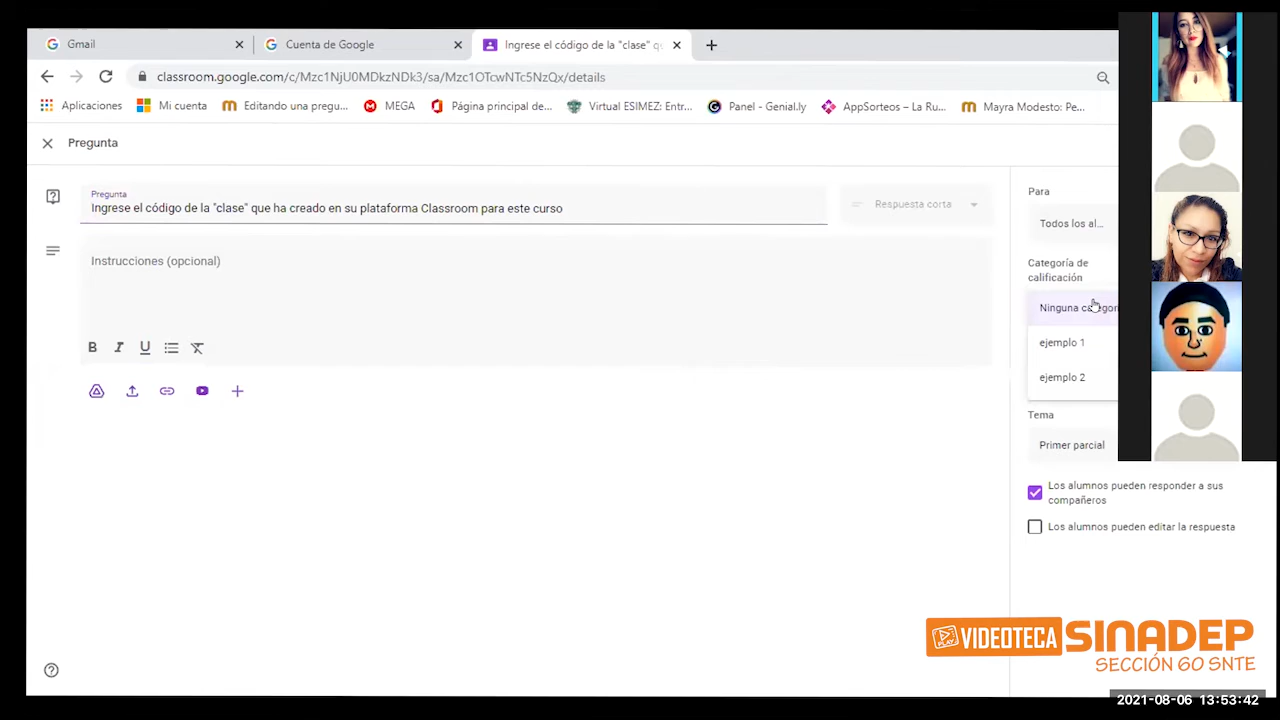 Gmail
Cuenta de Google
Ingrese el código de la "clase" qu
classroom.google.com/c/Mzc1NjU0MDkzNDk3/sa/Mzc1OTcwNTc5NzQx/details
Aplicaciones
Mi cuenta
Editando una pregu...
MEGA
Página principal de...
Virtual ESIMEZ: Entr...
Panel - Genial.ly
AppSorteos – La Ru...
Mayra Modesto: Pe...
Pregunta
Pregunta
Ingrese el código de la "clase" que ha creado en su plataforma Classroom para este curso
Respuesta corta
Instrucciones (opcional)
B I U
Para
Todos los al...
Categoría de
calificación
Ninguna categorí
ejemplo 1
ejemplo 2
Tema
Primer parcial
Los alumnos pueden responder a sus
compañeros
Los alumnos pueden editar la respuesta
PLAY
VIDEOTECA SINADEP
SECCIÓN 60 SNTE
2021-08-06 13:53:42